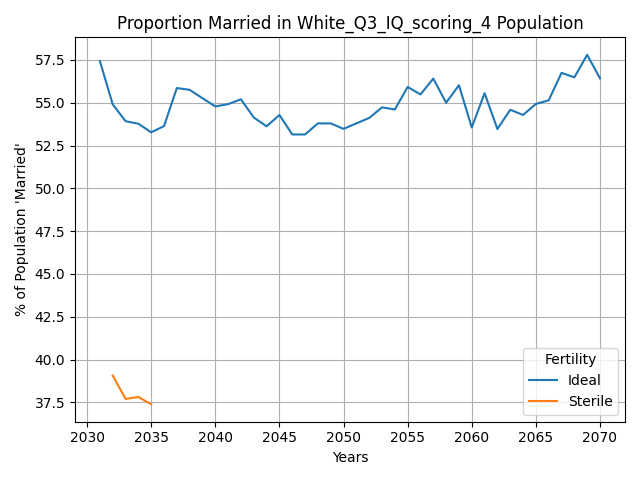 Proportion Married in White_Q3_IQ_scoring_4 Population
% of Population 'Married'
57.5
55.0
52.5
50.0
47.5
45.0
42.5
40.0
37.5
Fertility
Ideal
Sterile
2030 2035 2040 2045 2050 2055 2060 2065 2070
Years